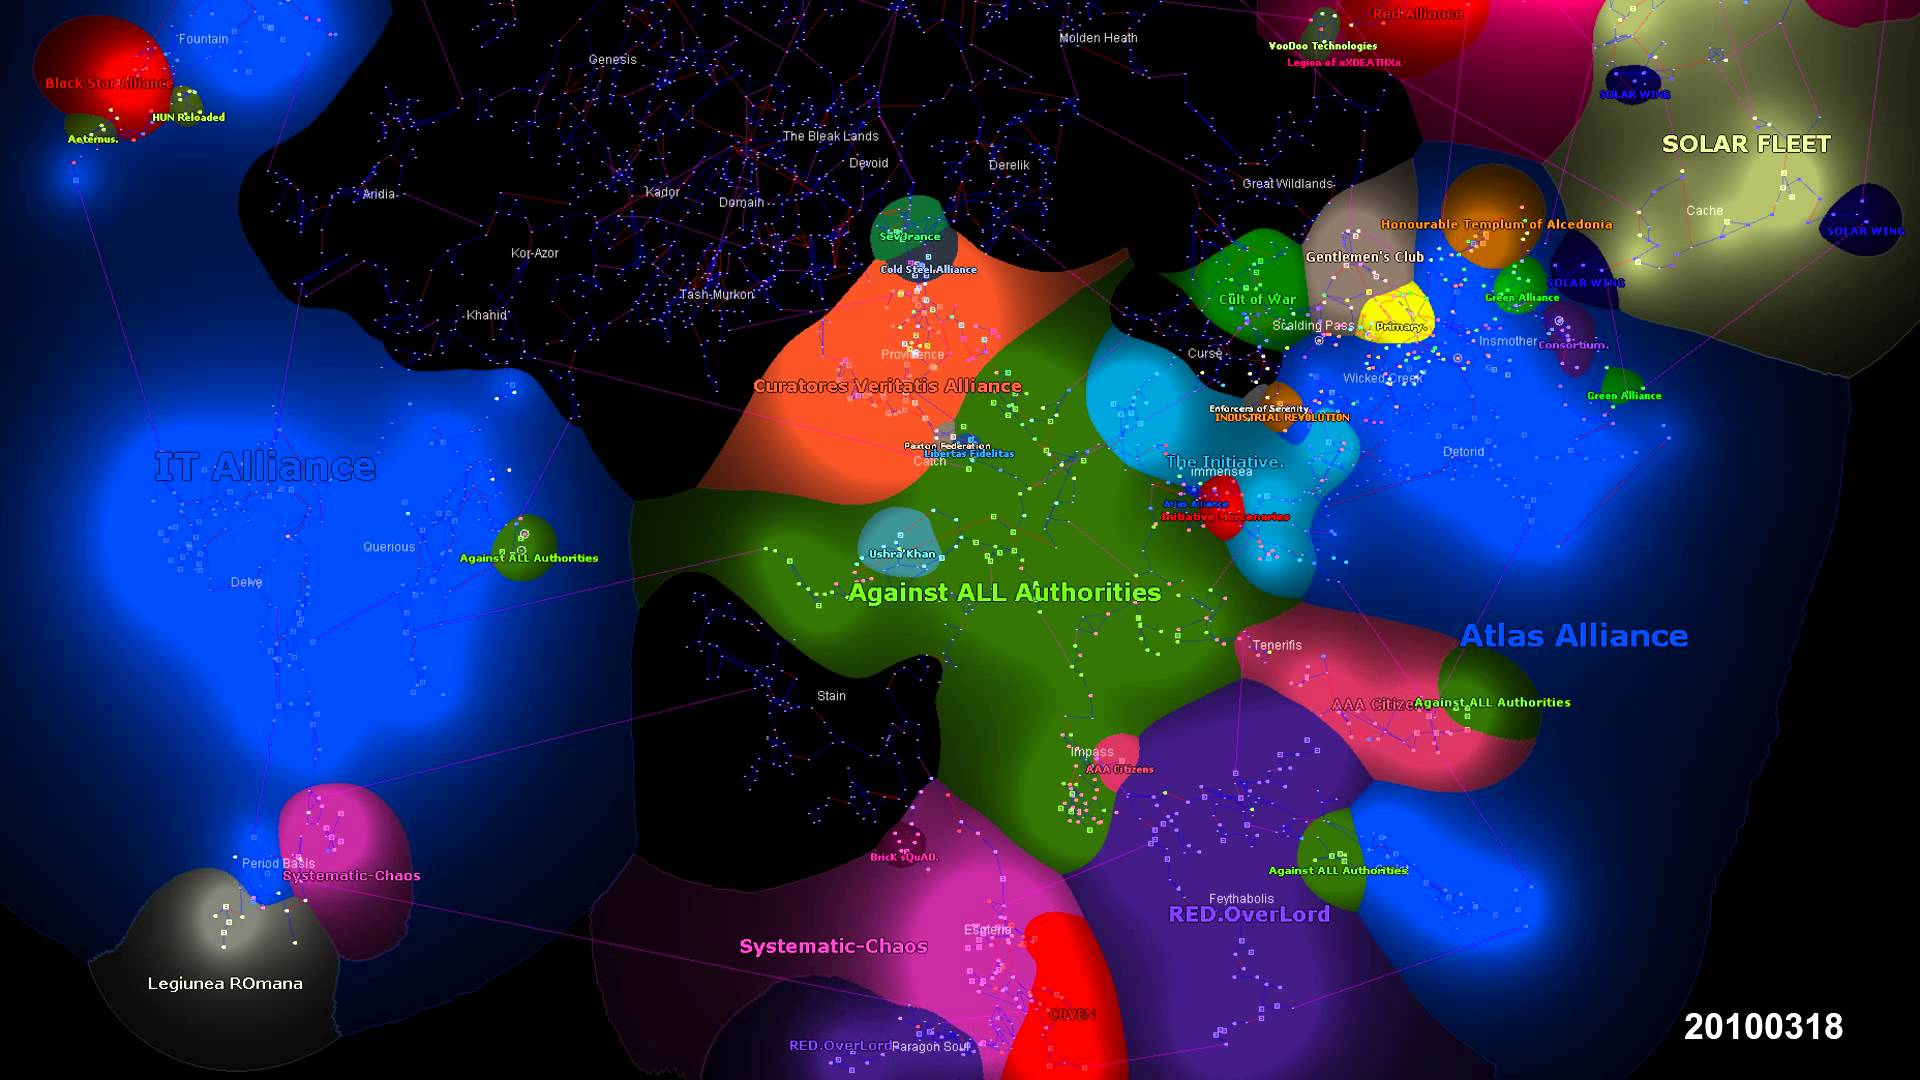 Red Alliance
Fountain
Molden Heath
VooDoo Technologies
Genesis
Legion of xXDEATHXx
Black Star Alliance
SOLAR WING
HUN Reloaded
Aeternus.
The Bleak Lands
SOLAR FLEET
Devoid
Derelik
Great Wildlands
Aridia
Kador
Domain
Cache
Honourable Templum of Alcedonia
SOLAR WING
Sev3rance
Kor-Azor
Gentlemen's Club
Cold Steel Alliance
SOLAR WING
Tash-Murkon
Cult of War
Green Alliance
Khanid
Scalding Pass
Primary.
Insmother
Consortium.
Providence
Curse
Wicked Creek
Curatores Veritatis Alliance
Green Alliance
Enforcers of Serenity
INDUSTRIAL REVOLUTION
Paxton Federation
Libertas Fidelitas
Detorid
Catch
The Initiative.
IT Alliance
Immensea
Atlas Alliance
Initiative Mercenaries
Querious
Ushra'Khan
Against ALL Authorities
Delve
Against ALL Authorities
Atlas Alliance
Tenerifis
Stain
AAA Citizens
Against ALL Authorities
Impass
AAA Citizens
BricK sQuAD.
Period Basis
Against ALL Authorities
Systematic-Chaos
Feythabolis
RED.OverLord
Esoteria
Systematic-Chaos
Legiunea ROmana
COVEN
20100318
RED.OverLord
Paragon Soul